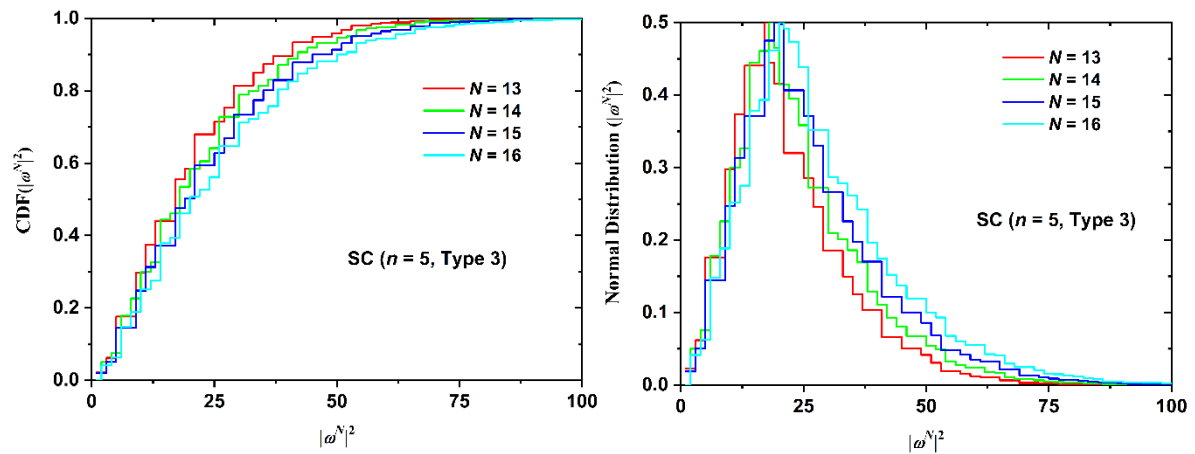 1.0
0.8
0.6
0.4
0.2
0.0
CDF(|ω^N|^2)
N = 13
N = 14
N = 15
N = 16
SC (n = 5, Type 3)
0 25 50 75 100
|ω^N|^2
0.5
0.4
0.3
0.2
0.1
0.0
Normal Distribution (|ω^N|^2)
N = 13
N = 14
N = 15
N = 16
SC (n = 5, Type 3)
0 25 50 75 100
|ω^N|^2